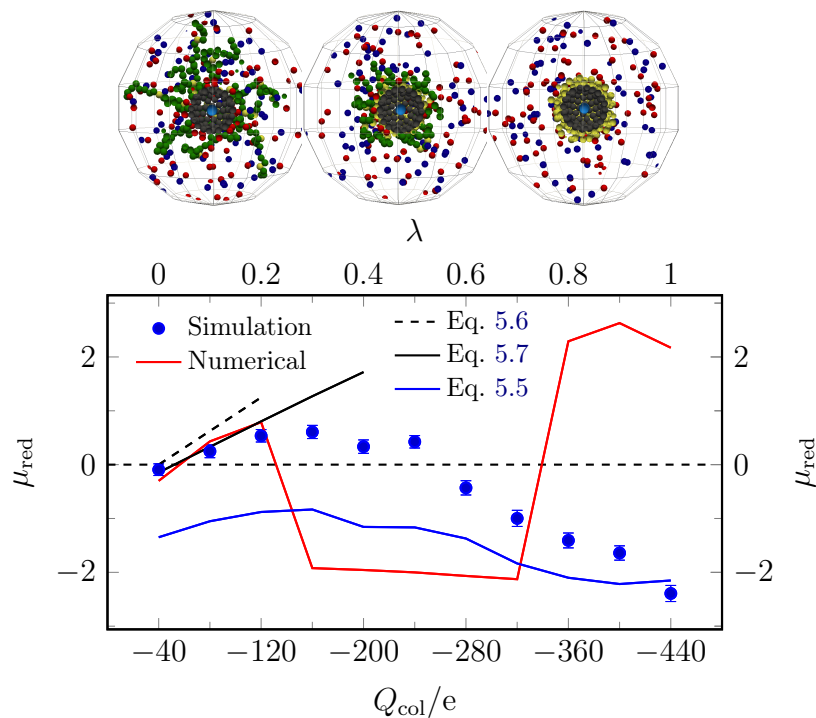 λ
0 0.2 0.4 0.6 0.8 1
Simulation
Numerical
Eq. 5.6
Eq. 5.7
Eq. 5.5
2 2
0 0
−2 −2
μred μred
−40 −120 −200 −280 −360 −440
Qcol/e